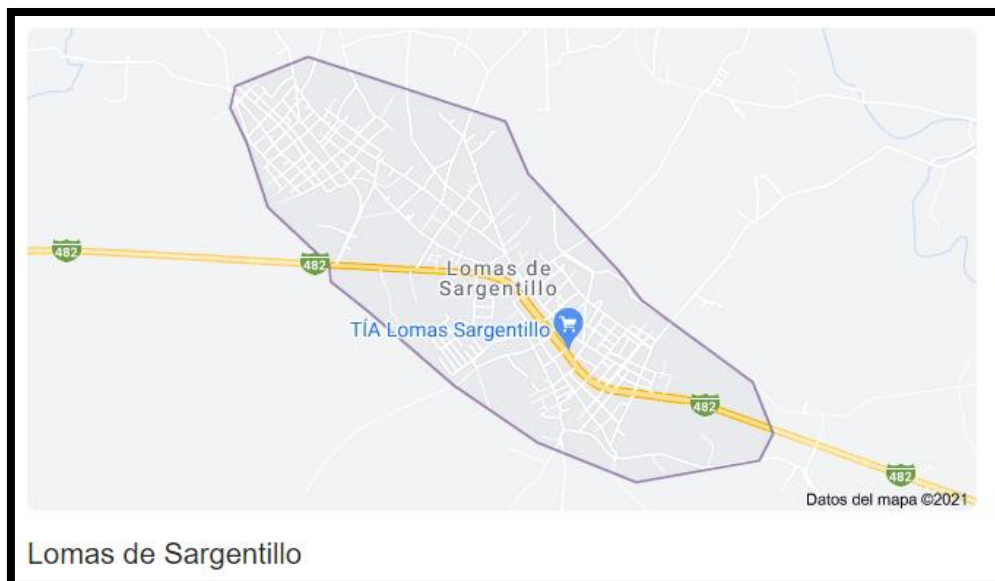 482
482
Lomas de
Sargentillo
TÍA Lomas Sargentillo
482
482
Datos del mapa ©2021
Lomas de Sargentillo